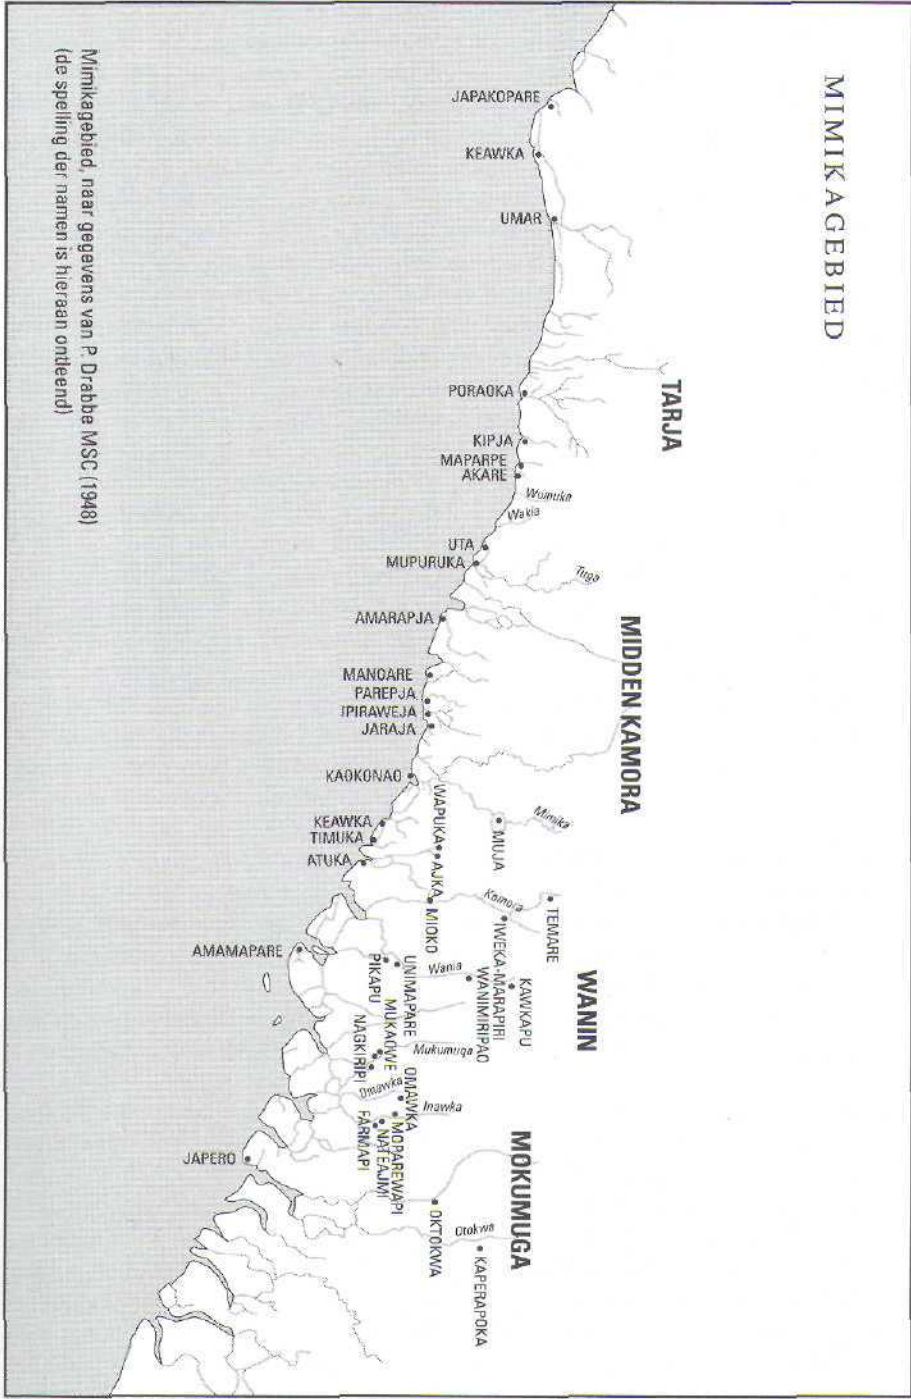 MIMIKAGEBIED
TARJA
MIDDEN KAMORA
WANIN
MOKUMUGA
JAPAKOPARE
KEAWKA
UMAR
PORAOKA
KIPJA
MAPARPE
AKARE
Womuka
Wakia
UTA
MUPURUKA
Tirga
AMARAPJA
MANOARE
PAREPJA
IPIRAWEJA
JARAJA
KAOKONAO
WAPUKA
AJKA
MUJA
Mimika
KEAWKA
TIMUKA
ATUKA
Kamora
TEMARE
MIOKO
IWEKA-MARAPIRI
KAWKAPU
AMAMAPARE
Wania
WANIMIRIPAO
UNIMAPARE
PIKAPU
MUKAOWE
NAGKIRIPI
Mukumuga
Omawka
OMAWKA
Inawka
MOPAREWAPI
NATEAJMI
FARMAPI
JAPERO
OKTOKWA
Otokwa
KAPERAPOKA
Mimikagebied, naar gegevens van P. Drabbe MSC (1948)
(de spelling der namen is hieraan ontleend)